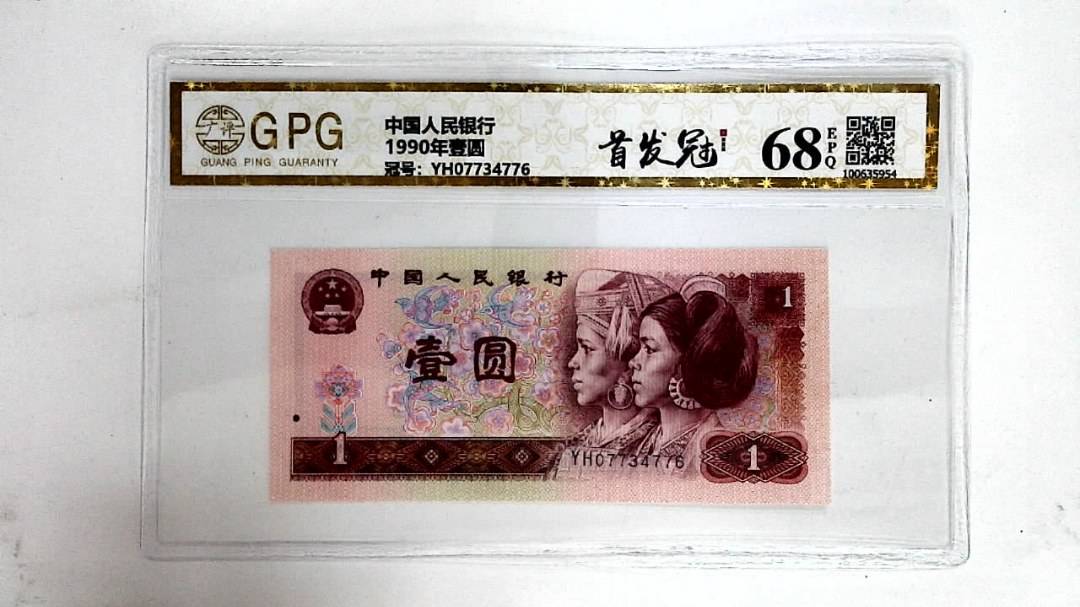 GPG
GUANG PING GUARANTY
中国人民银行
1990年壹圆
冠号：YH07734776
首发冠
68
EPQ
100635954
中国人民银行
1
壹圆
1
YH07734776
1